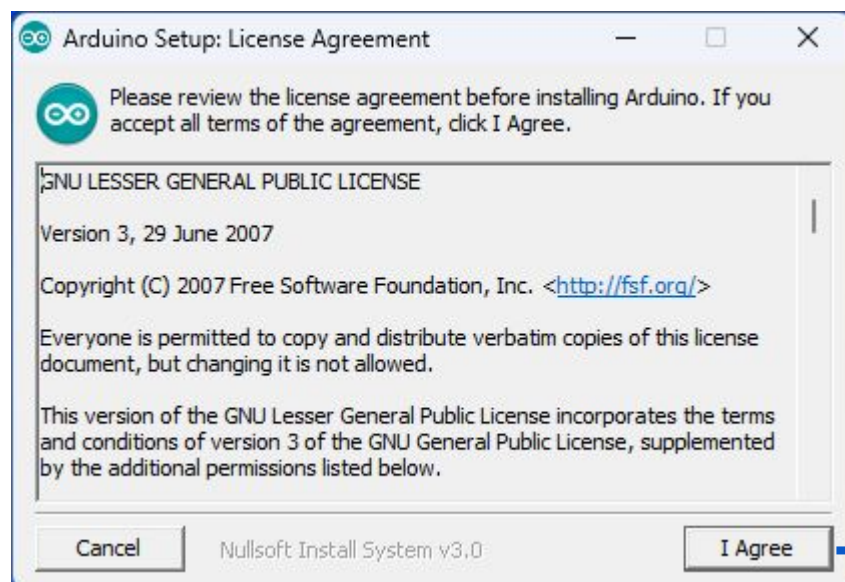 Arduino Setup: License Agreement
Please review the license agreement before installing Arduino. If you
accept all terms of the agreement, click I Agree.
GNU LESSER GENERAL PUBLIC LICENSE
Version 3, 29 June 2007
Copyright (C) 2007 Free Software Foundation, Inc. <http://fsf.org/>
Everyone is permitted to copy and distribute verbatim copies of this license
document, but changing it is not allowed.
This version of the GNU Lesser General Public License incorporates the terms
and conditions of version 3 of the GNU General Public License, supplemented
by the additional permissions listed below.
Cancel
Nullsoft Install System v3.0
I Agree